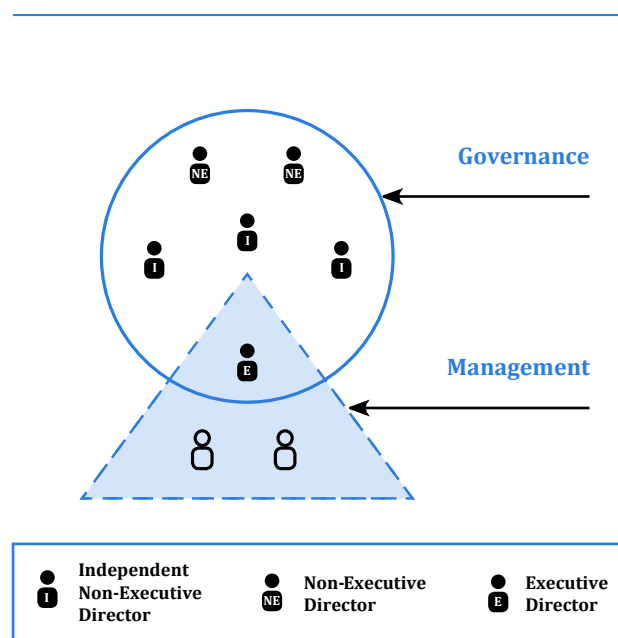 Governance
NE NE
I
I I
Management
E
Independent
Non-Executive
Director
I
Non-Executive
Director
NE
Executive
Director
E